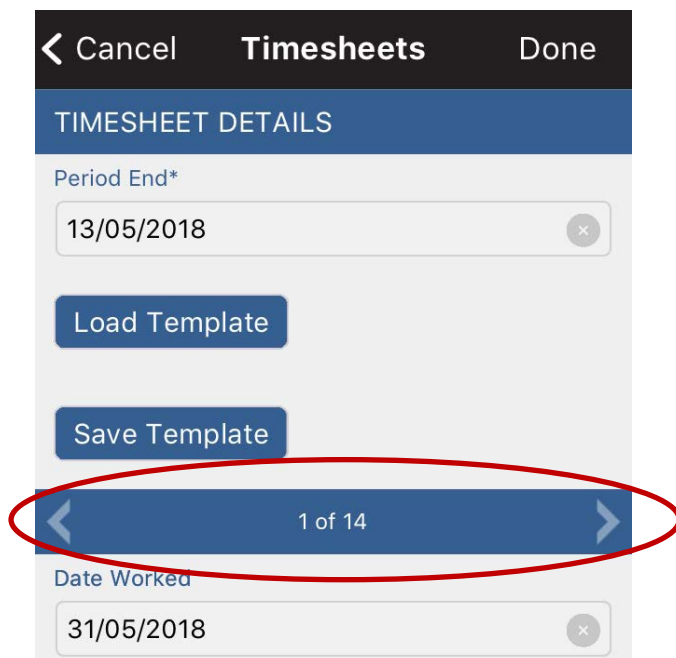 Cancel Timesheets Done
TIMESHEET DETAILS
Period End*
13/05/2018
Load Template
Save Template
1 of 14
Date Worked
31/05/2018